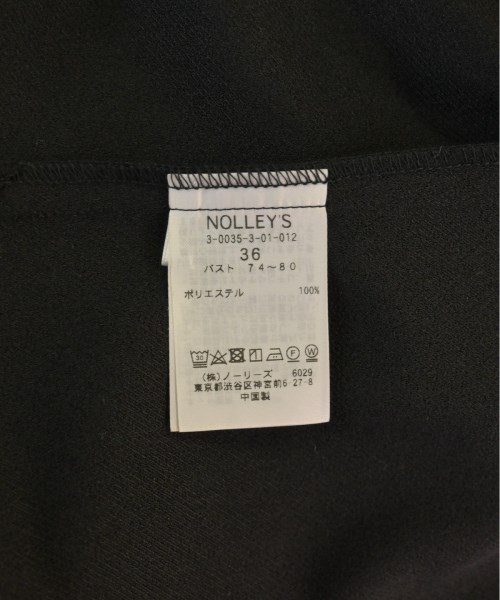 NOLLEY'S
3-0035-3-01-012
36
バスト 74～80
ポリエステル 100%
30 F W
(株)ノーリーズ 6029
東京都渋谷区神宮前6-27-8
中国製